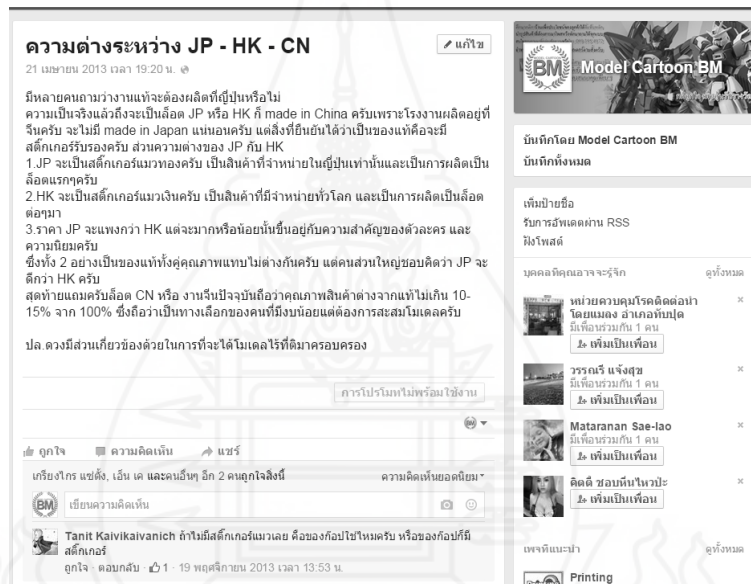 ความต่างระหว่าง JP - HK - CN
แก้ไข
21 เมษายน 2013 เวลา 19:20 น.
มีหลายคนถามว่างานแท้จะต้องผลิตที่ญี่ปุ่นหรือไม่
ความเป็นจริงแล้วถึงจะเป็นล็อต JP หรือ HK ก็ made in China ครับเพราะโรงงานผลิตอยู่ที่
จีนครับ จะไม่มี made in Japan แน่นอนครับ แต่สิ่งที่ยืนยันได้ว่าเป็นของแท้คือจะมี
สติ๊กเกอร์รับรองครับ ส่วนความต่างของ JP กับ HK
1.JP จะเป็นสติ๊กเกอร์แมวทองครับ เป็นสินค้าที่จำหน่ายในญี่ปุ่นเท่านั้นและเป็นการผลิตเป็น
ล็อตแรกๆครับ
2.HK จะเป็นสติ๊กเกอร์แมวเงินครับ เป็นสินค้าที่มีจำหน่ายทั่วโลก และเป็นการผลิตเป็นล็อต
ต่อๆมา
3.ราคา JP จะแพงกว่า HK แต่จะมากหรือน้อยนั้นขึ้นอยู่กับความสำคัญของตัวละคร และ
ความนิยมครับ
ซึ่งทั้ง 2 อย่างเป็นของแท้ทั้งคู่คุณภาพแทบไม่ต่างกันครับ แต่คนส่วนใหญ่ชอบคิดว่า JP จะ
ดีกว่า HK ครับ
สุดท้ายแถมครับล็อต CN หรือ งานจีนปัจจุบันถือว่าคุณภาพสินค้าต่างจากแท้ไม่เกิน 10-
15% จาก 100% ซึ่งถือว่าเป็นทางเลือกของคนที่มีงบน้อยแต่ต้องการสะสมโมเดลครับ
ปล.ดวงมีส่วนเกี่ยวข้องด้วยในการที่จะได้โมเดลไร้ที่ติมาครอบครอง
การโปรโมทไม่พร้อมใช้งาน
ถูกใจ ความคิดเห็น แชร์
เกรียงไกร แซ่ตั้ง, เอ็น เค และคนอื่นๆ อีก 2 คนถูกใจสิ่งนี้ ความคิดเห็นยอดนิยม
BM เขียนความคิดเห็น
Tanit Kaivikaivanich ถ้าไม่มีสติ๊กเกอร์แมวเลย คือของก๊อปใช่ไหมครับ หรือของก๊อปก็มี
สติ๊กเกอร์
ถูกใจ · ตอบกลับ · 1 · 19 พฤศจิกายน 2013 เวลา 13:53 น.
BM Model Cartoon BM
บันทึกโดย Model Cartoon BM
บันทึกทั้งหมด
เพิ่มป้ายชื่อ
รับการอัพเดตผ่าน RSS
ฝังโพสต์
บุคคลที่คุณอาจจะรู้จัก ดูทั้งหมด
หน่วยควบคุมโรคติดต่อนำ
โดยแมลง อำเภอทับปุด
มีเพื่อนร่วมกัน 1 คน
เพิ่มเป็นเพื่อน
วรรณรี แจ้งสุข
มีเพื่อนร่วมกัน 1 คน
เพิ่มเป็นเพื่อน
Mataranan Sae-lao
มีเพื่อนร่วมกัน 1 คน
เพิ่มเป็นเพื่อน
คิตตี้ ชอบหื่นไหวป่ะ
เพิ่มเป็นเพื่อน
เพจที่แนะนำ ดูทั้งหมด
Printing